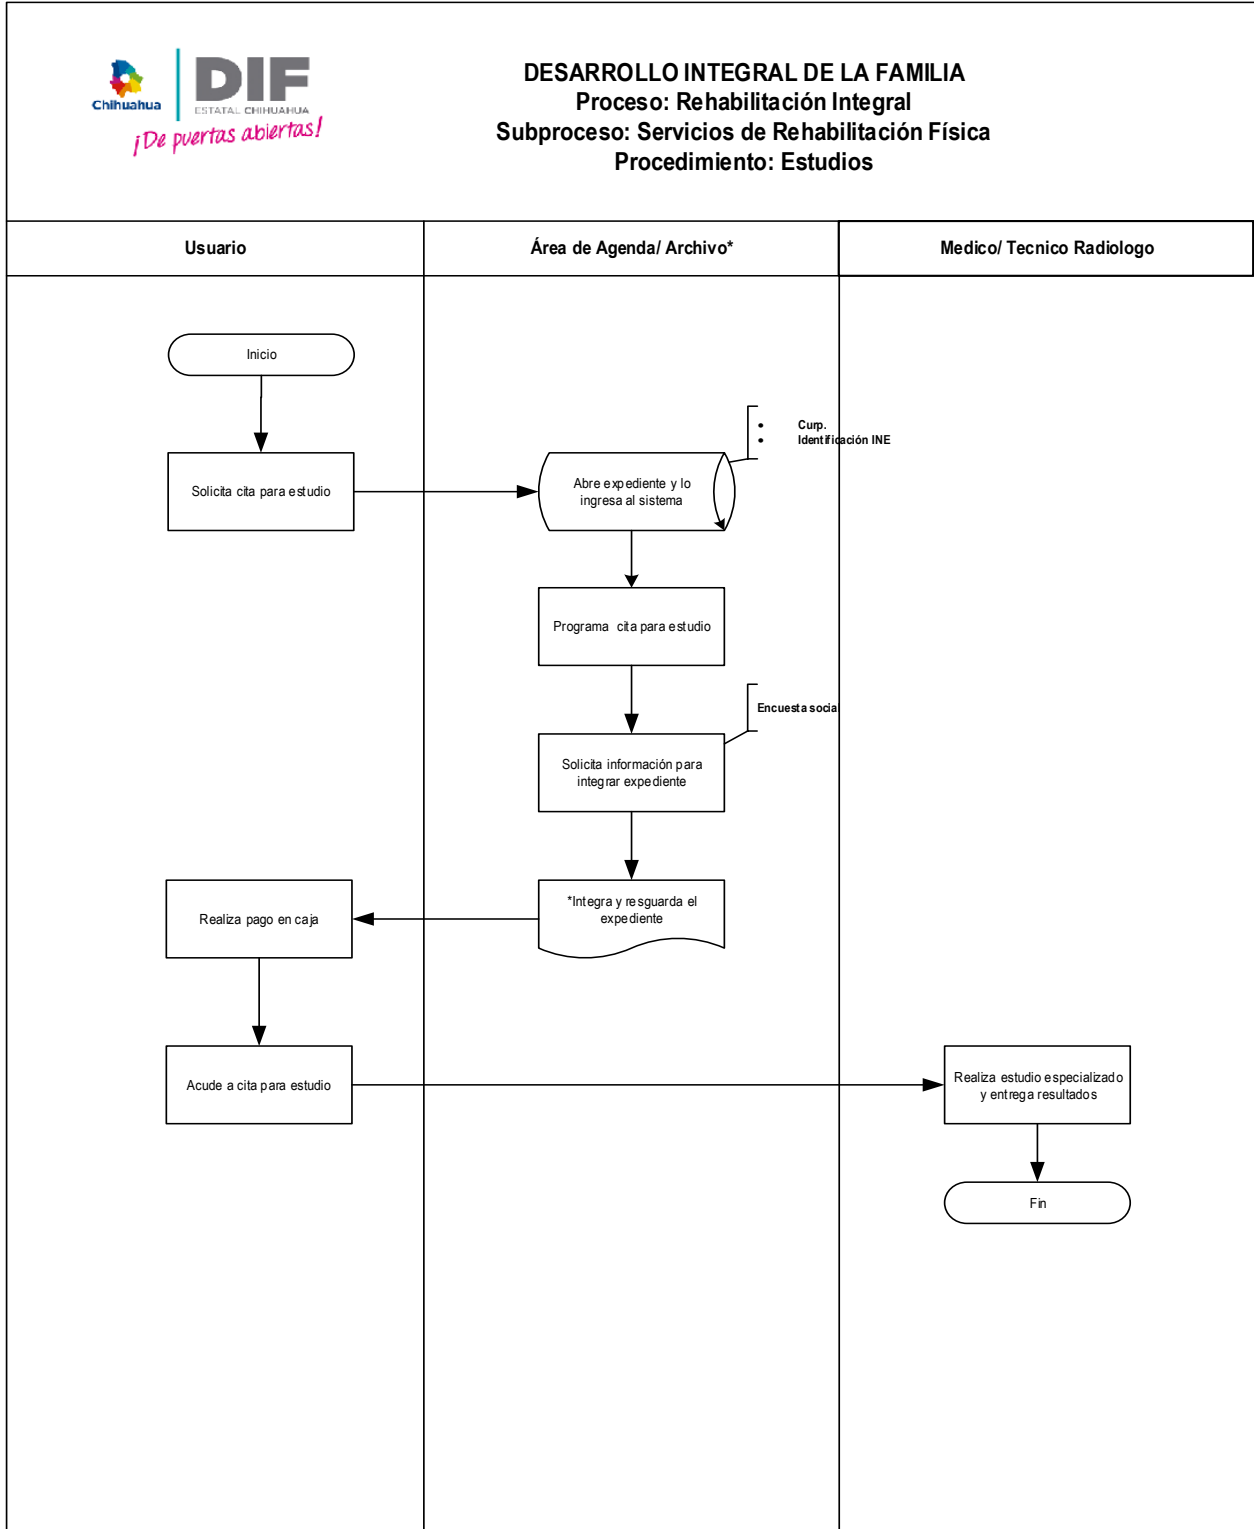 Chihuahua
DIF
ESTATAL CHIHUAHUA
¡De puertas abiertas!
DESARROLLO INTEGRAL DE LA FAMILIA
Proceso: Rehabilitación Integral
Subproceso: Servicios de Rehabilitación Física
Procedimiento: Estudios
Usuario
Área de Agenda/ Archivo*
Medico/ Tecnico Radiologo
Inicio
• Curp.
• Identificación INE
Solicita cita para estudio
Abre expediente y lo
ingresa al sistema
Programa cita para estudio
Encuesta social
Solicita información para
integrar expediente
Realiza pago en caja
*Integra y resguarda el
expediente
Acude a cita para estudio
Realiza estudio especializado
y entrega resultados
Fin